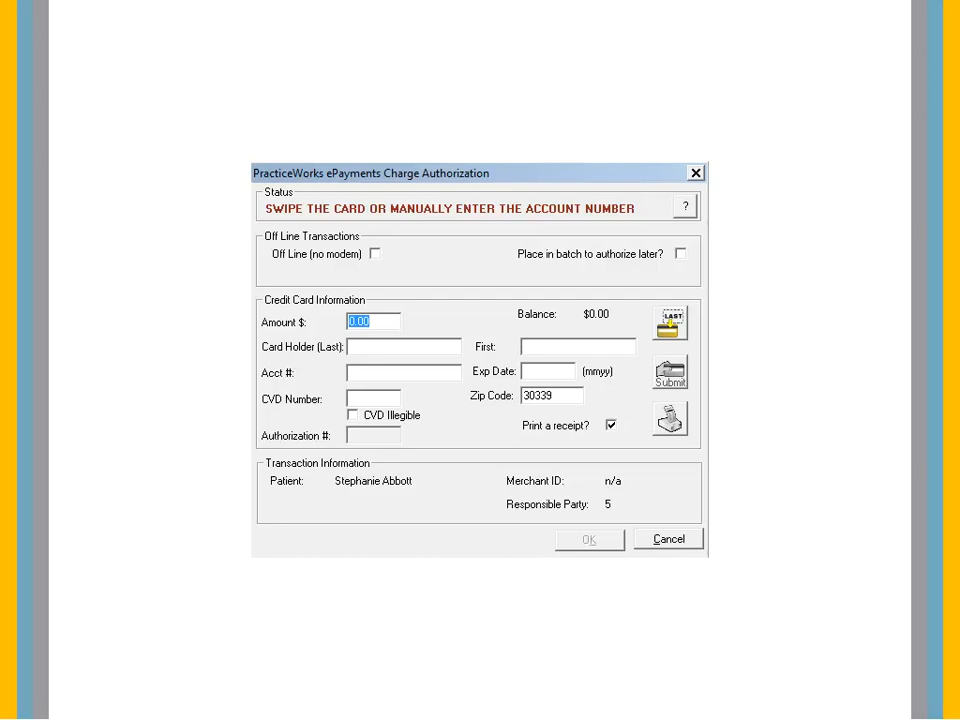 PracticeWorks ePayments Charge Authorization
Status
SWIPE THE CARD OR MANUALLY ENTER THE ACCOUNT NUMBER
?
Off Line Transactions
Off Line (no modem)
Place in batch to authorize later?
Credit Card Information
Amount $: 0.00
Balance: $0.00
LAST
Card Holder (Last):
First:
Acct #:
Exp Date: (mmyy)
Submit
CVD Number:
Zip Code: 30339
CVD Illegible
Print a receipt?
Authorization #:
Transaction Information
Patient: Stephanie Abbott
Merchant ID: n/a
Responsible Party: 5
OK
Cancel